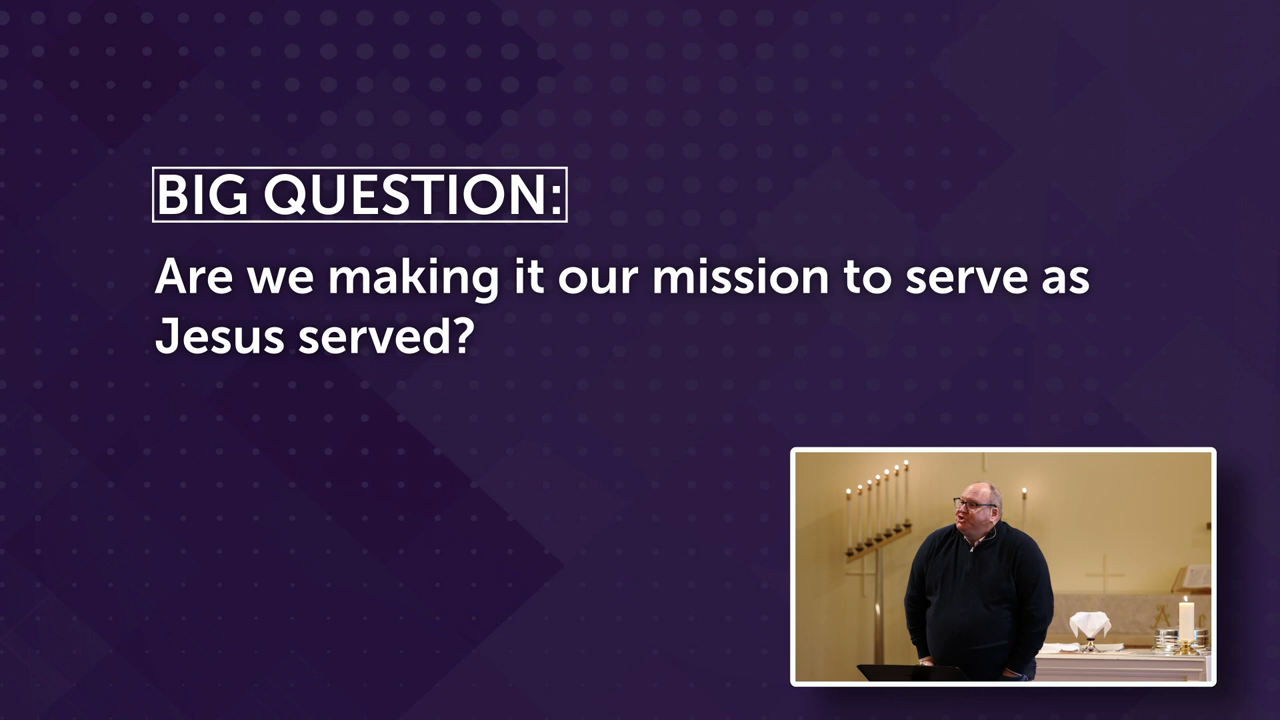 BIG QUESTION:
Are we making it our mission to serve as
Jesus served?